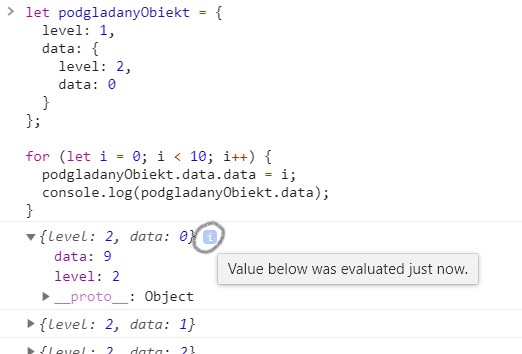 > let podgladanyObiekt = {
level: 1,
data: {
level: 2,
data: 0
}
};
for (let i = 0; i < 10; i++) {
podgladanyObiekt.data.data = i;
console.log(podgladanyObiekt.data);
}
▼{level: 2, data: 0} i
Value below was evaluated just now.
data: 9
level: 2
▶__proto__: Object
▶{level: 2, data: 1}
▶{level: 2, data: 2}